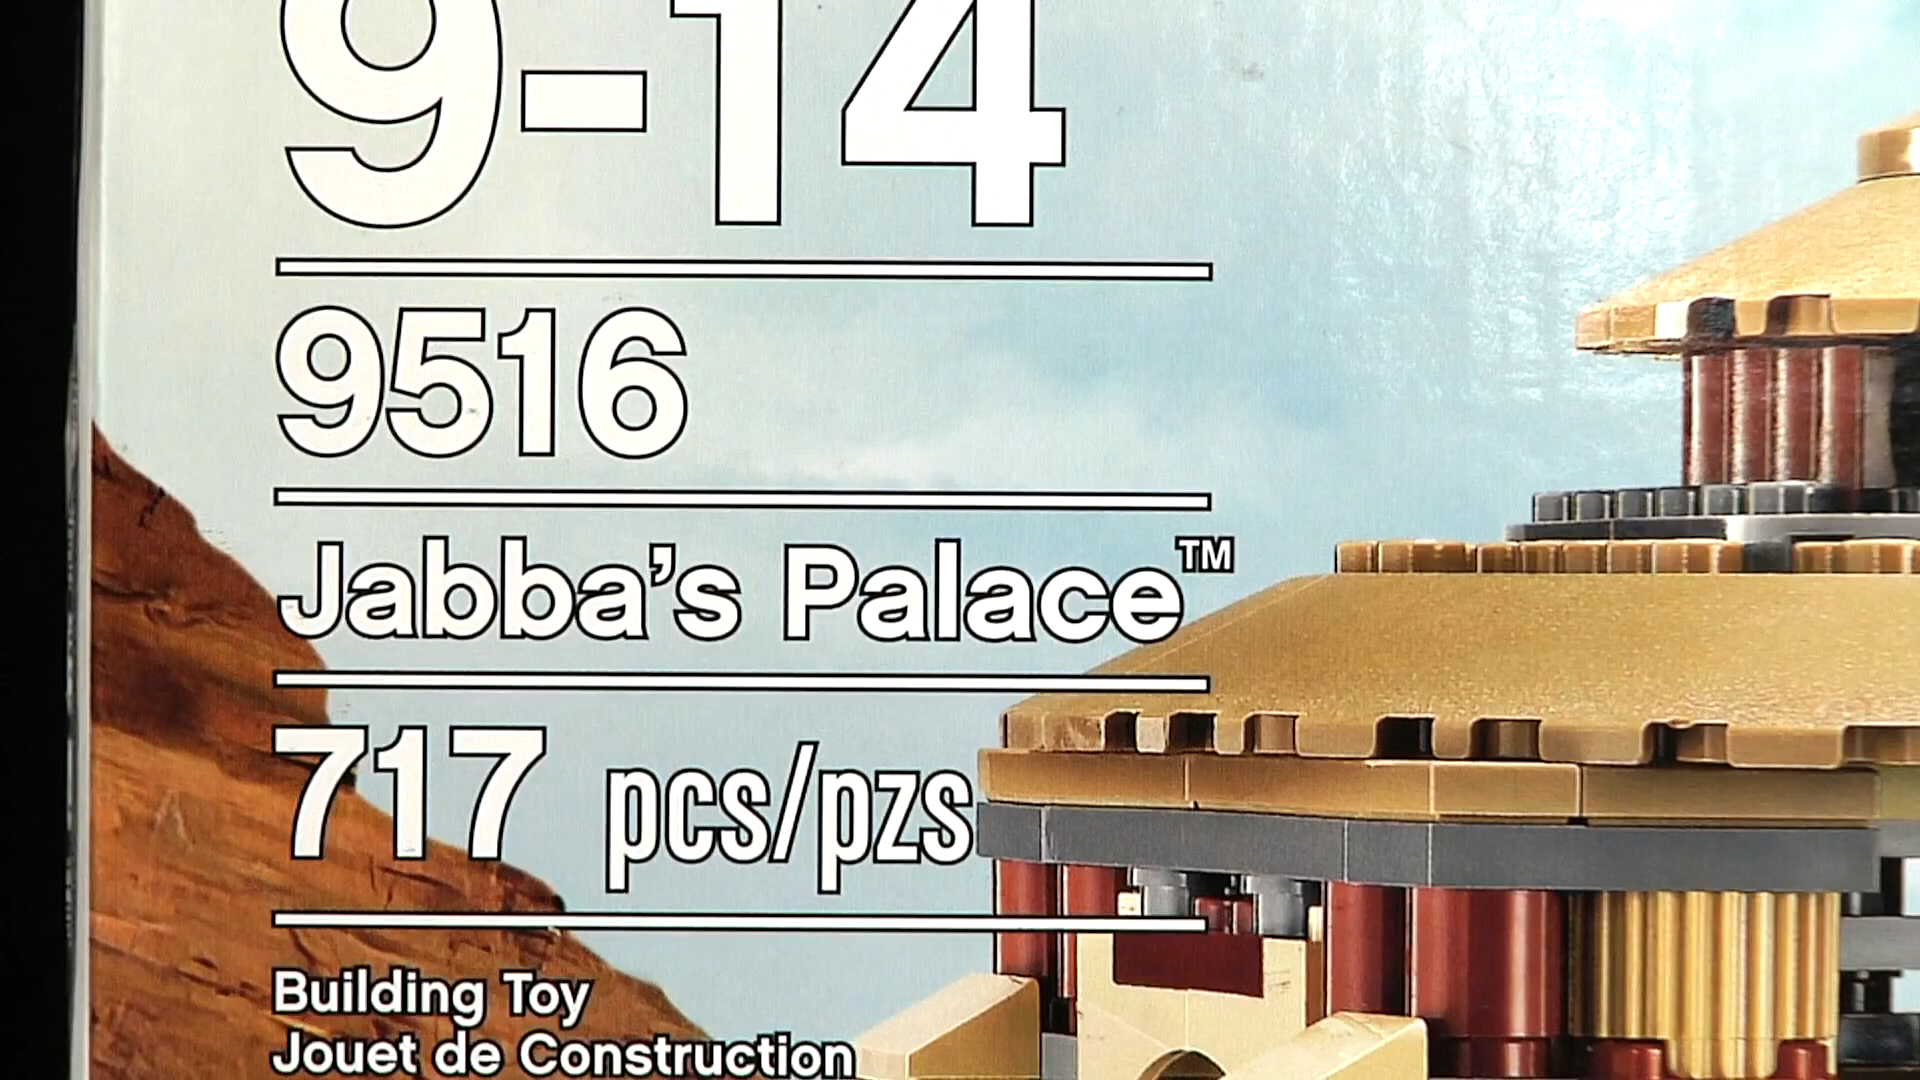 9-14
9516
Jabba's Palace™
717 pcs/pzs
Building Toy
Jouet de Construction